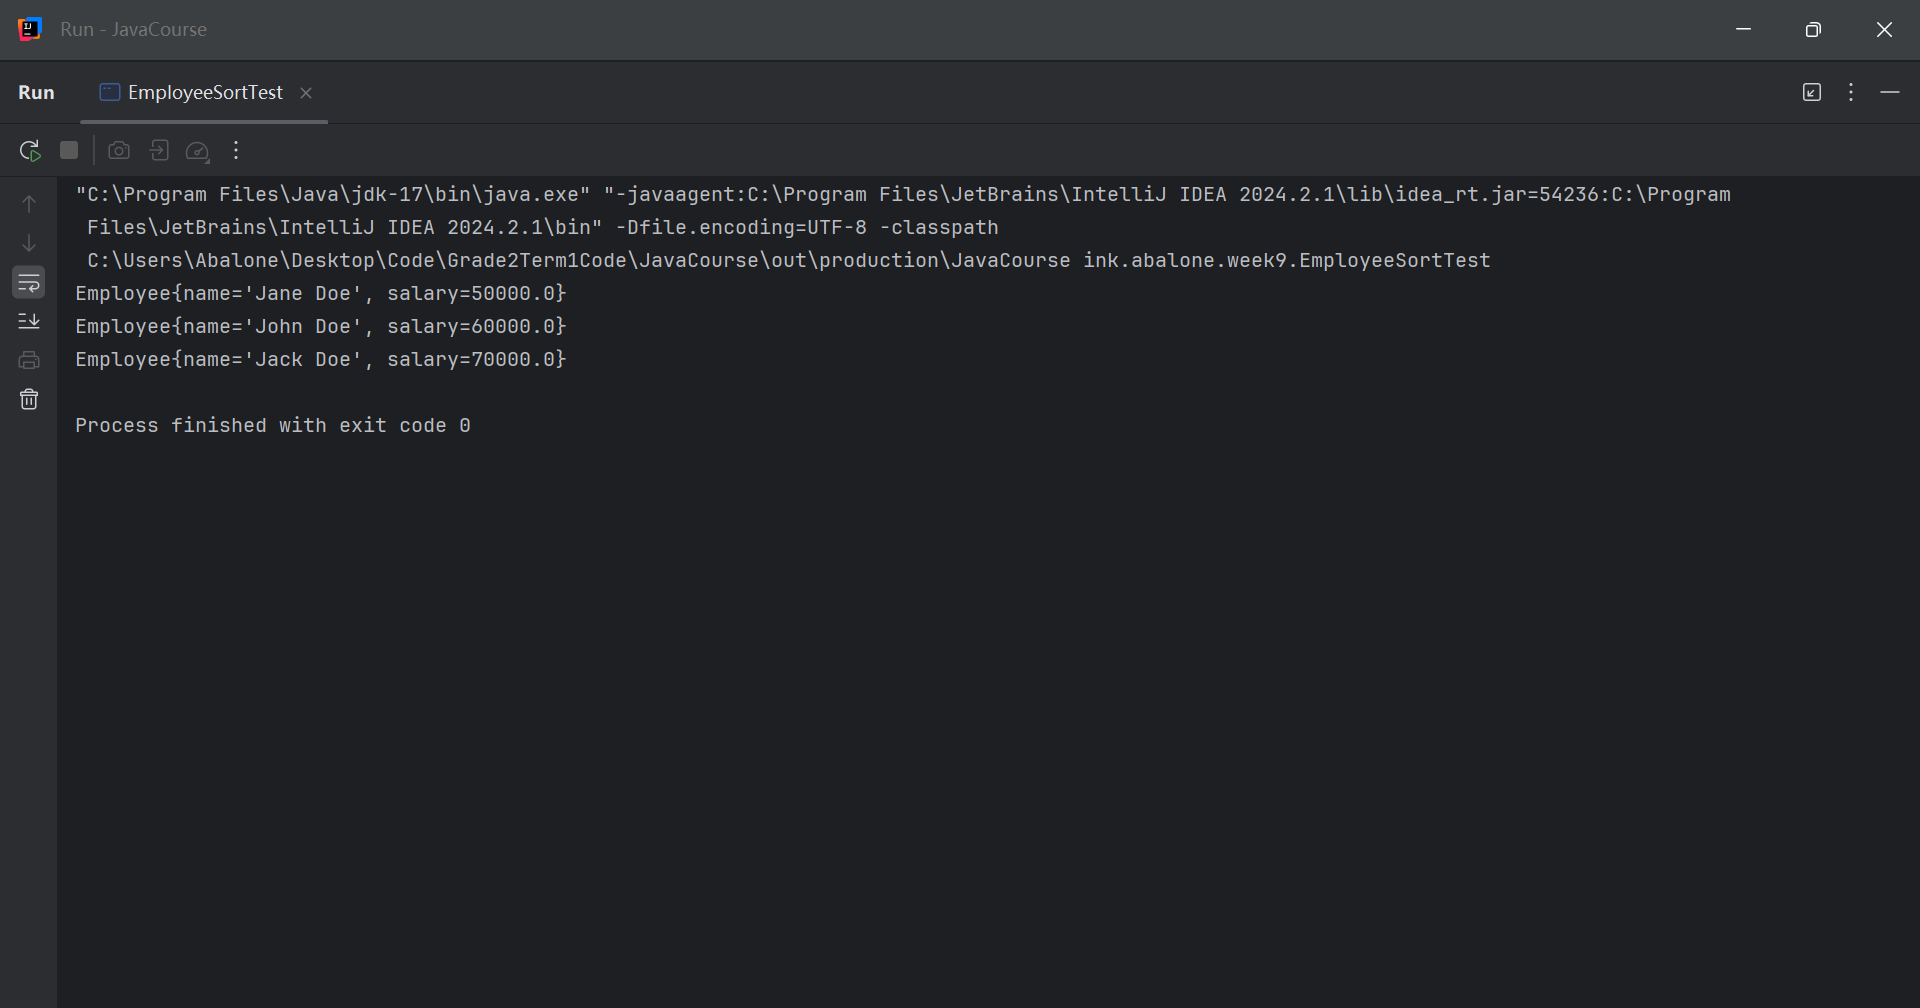 Run - JavaCourse
Run EmployeeSortTest
"C:\Program Files\Java\jdk-17\bin\java.exe" "-javaagent:C:\Program Files\JetBrains\IntelliJ IDEA 2024.2.1\lib\idea_rt.jar=54236:C:\Program
Files\JetBrains\IntelliJ IDEA 2024.2.1\bin" -Dfile.encoding=UTF-8 -classpath
C:\Users\Abalone\Desktop\Code\Grade2Term1Code\JavaCourse\out\production\JavaCourse ink.abalone.week9.EmployeeSortTest
Employee{name='Jane Doe', salary=50000.0}
Employee{name='John Doe', salary=60000.0}
Employee{name='Jack Doe', salary=70000.0}
Process finished with exit code 0